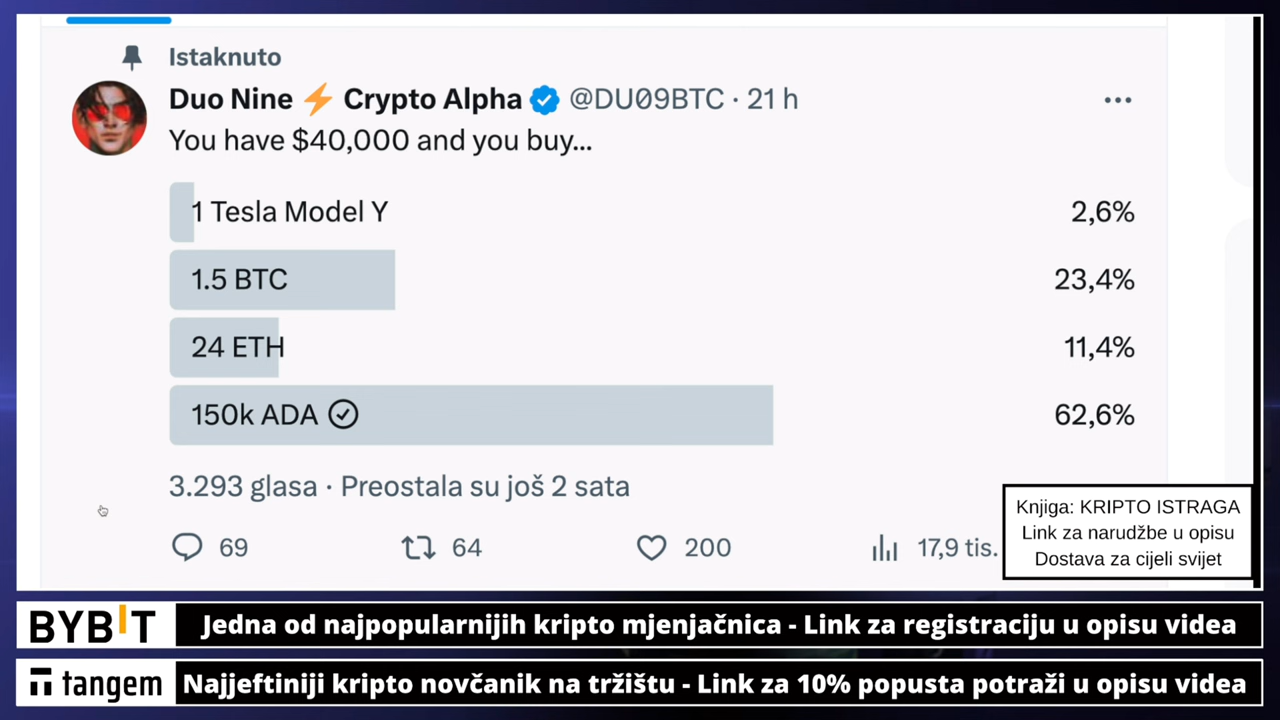 Istaknuto
Duo Nine ⚡ Crypto Alpha @DU09BTC · 21 h
You have $40,000 and you buy...
1 Tesla Model Y 2,6%
1.5 BTC 23,4%
24 ETH 11,4%
150k ADA 62,6%
3.293 glasa · Preostala su još 2 sata
69 64 200 17,9 tis.
Knjiga: KRIPTO ISTRAGA
Link za narudžbe u opisu
Dostava za cijeli svijet
BYBIT Jedna od najpopularnijih kripto mjenjačnica - Link za registraciju u opisu videa
tangem Najjeftiniji kripto novčanik na tržištu - Link za 10% popusta potraži u opisu videa